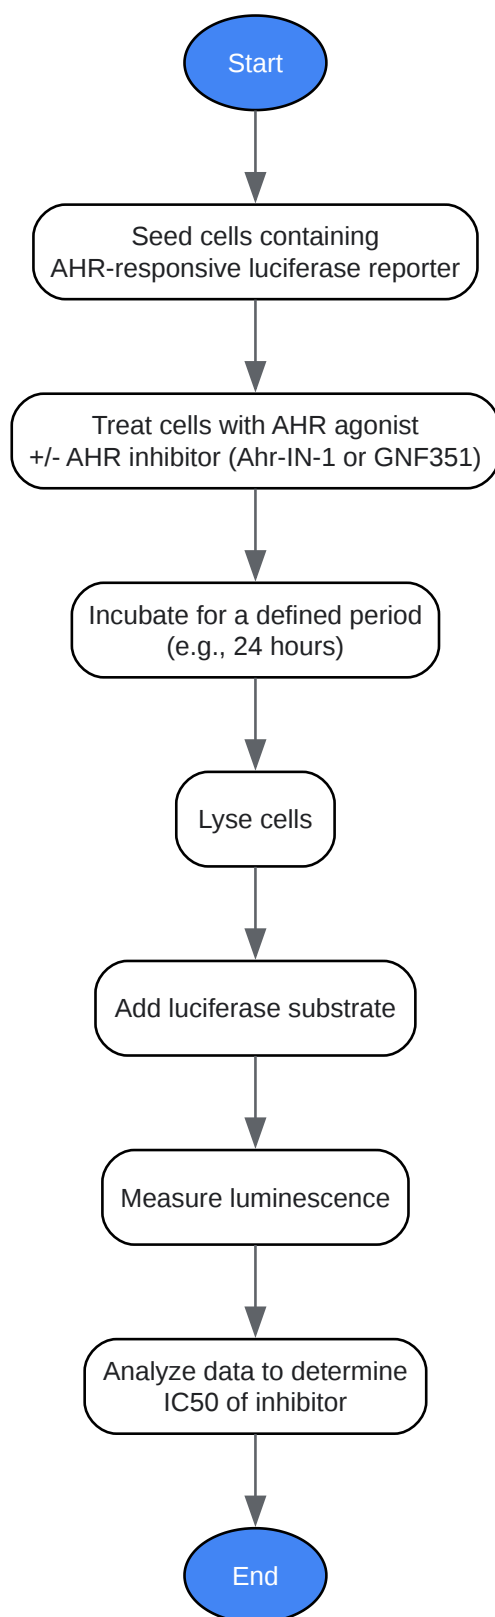 Start
Seed cells containing
AHR-responsive luciferase reporter
Treat cells with AHR agonist
+/- AHR inhibitor (Ahr-IN-1 or GNF351)
Incubate for a defined period
(e.g., 24 hours)
Lyse cells
Add luciferase substrate
Measure luminescence
Analyze data to determine
IC50 of inhibitor
End